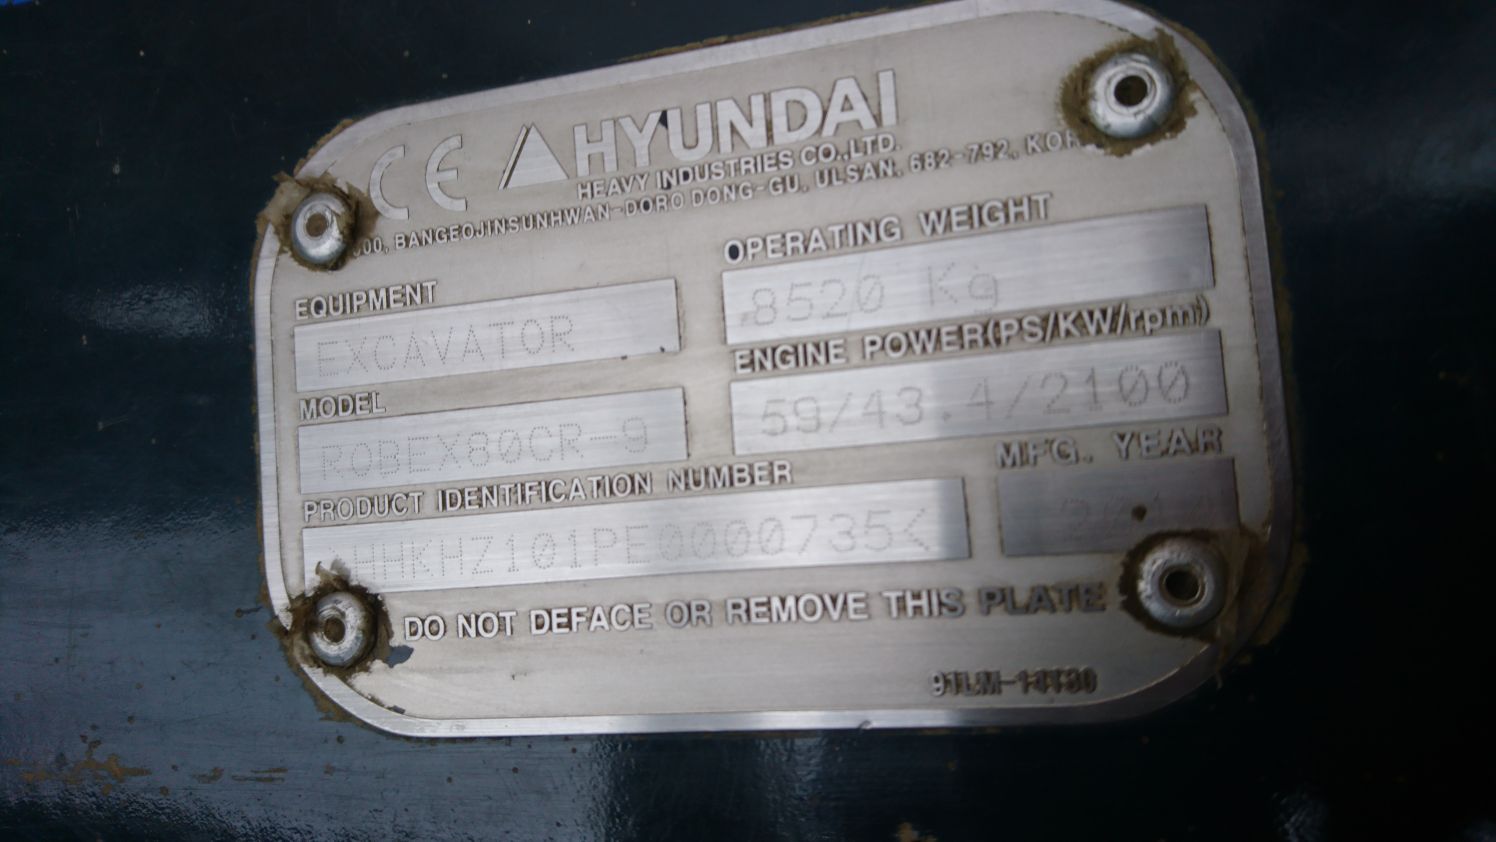 CE HYUNDAI
HEAVY INDUSTRIES CO.,LTD.
BANGEOJINSUNHWAN-DORO DONG-GU, ULSAN. 682-792,
EQUIPMENT
EXCAVATOR
OPERATING WEIGHT
8520 Kg
MODEL
ROBEX80CR-9
ENGINE POWER(PS/KW/rpm)
59/43.4/2100
PRODUCT IDENTIFICATION NUMBER
HHKHZ101PE0000735<
MFG. YEAR
DO NOT DEFACE OR REMOVE THIS PLATE